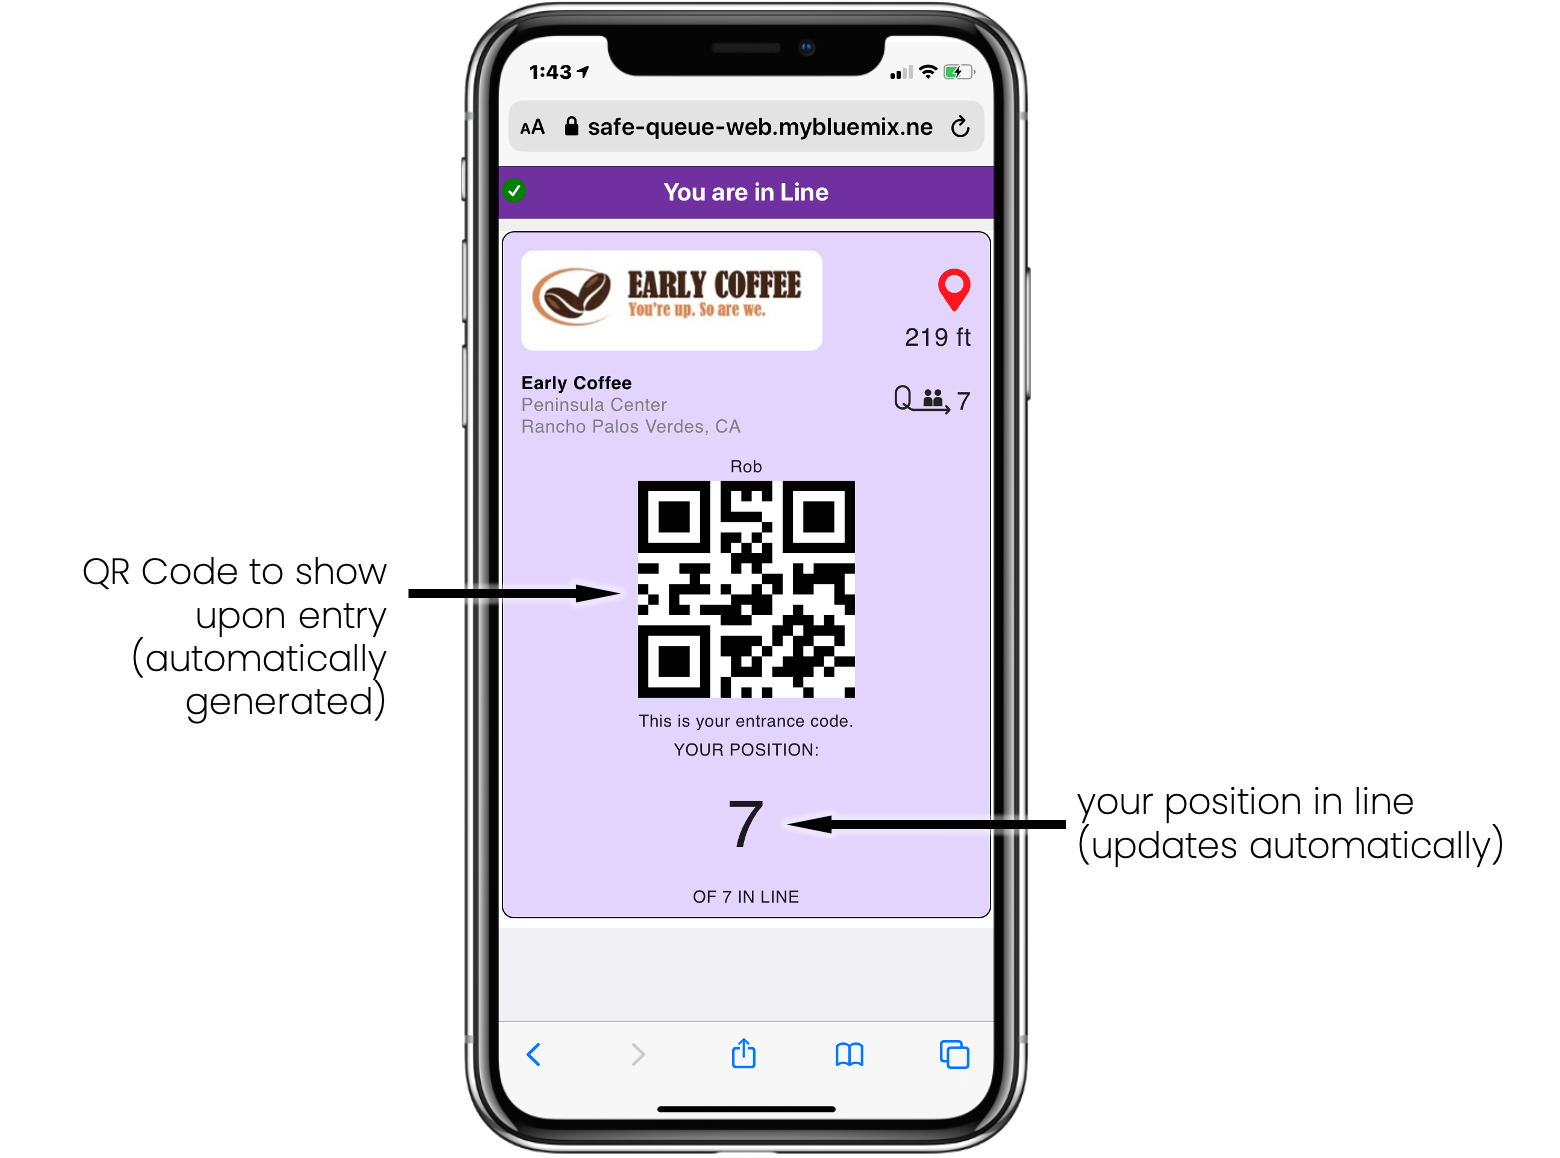 1:43
AA safe-queue-web.mybluemix.ne
You are in Line
EARLY COFFEE
You're up. So are we.
219 ft
Early Coffee
Peninsula Center
Rancho Palos Verdes, CA
Q 7
Rob
QR Code to show
upon entry
(automatically
generated)
This is your entrance code.
YOUR POSITION:
7
your position in line
(updates automatically)
OF 7 IN LINE